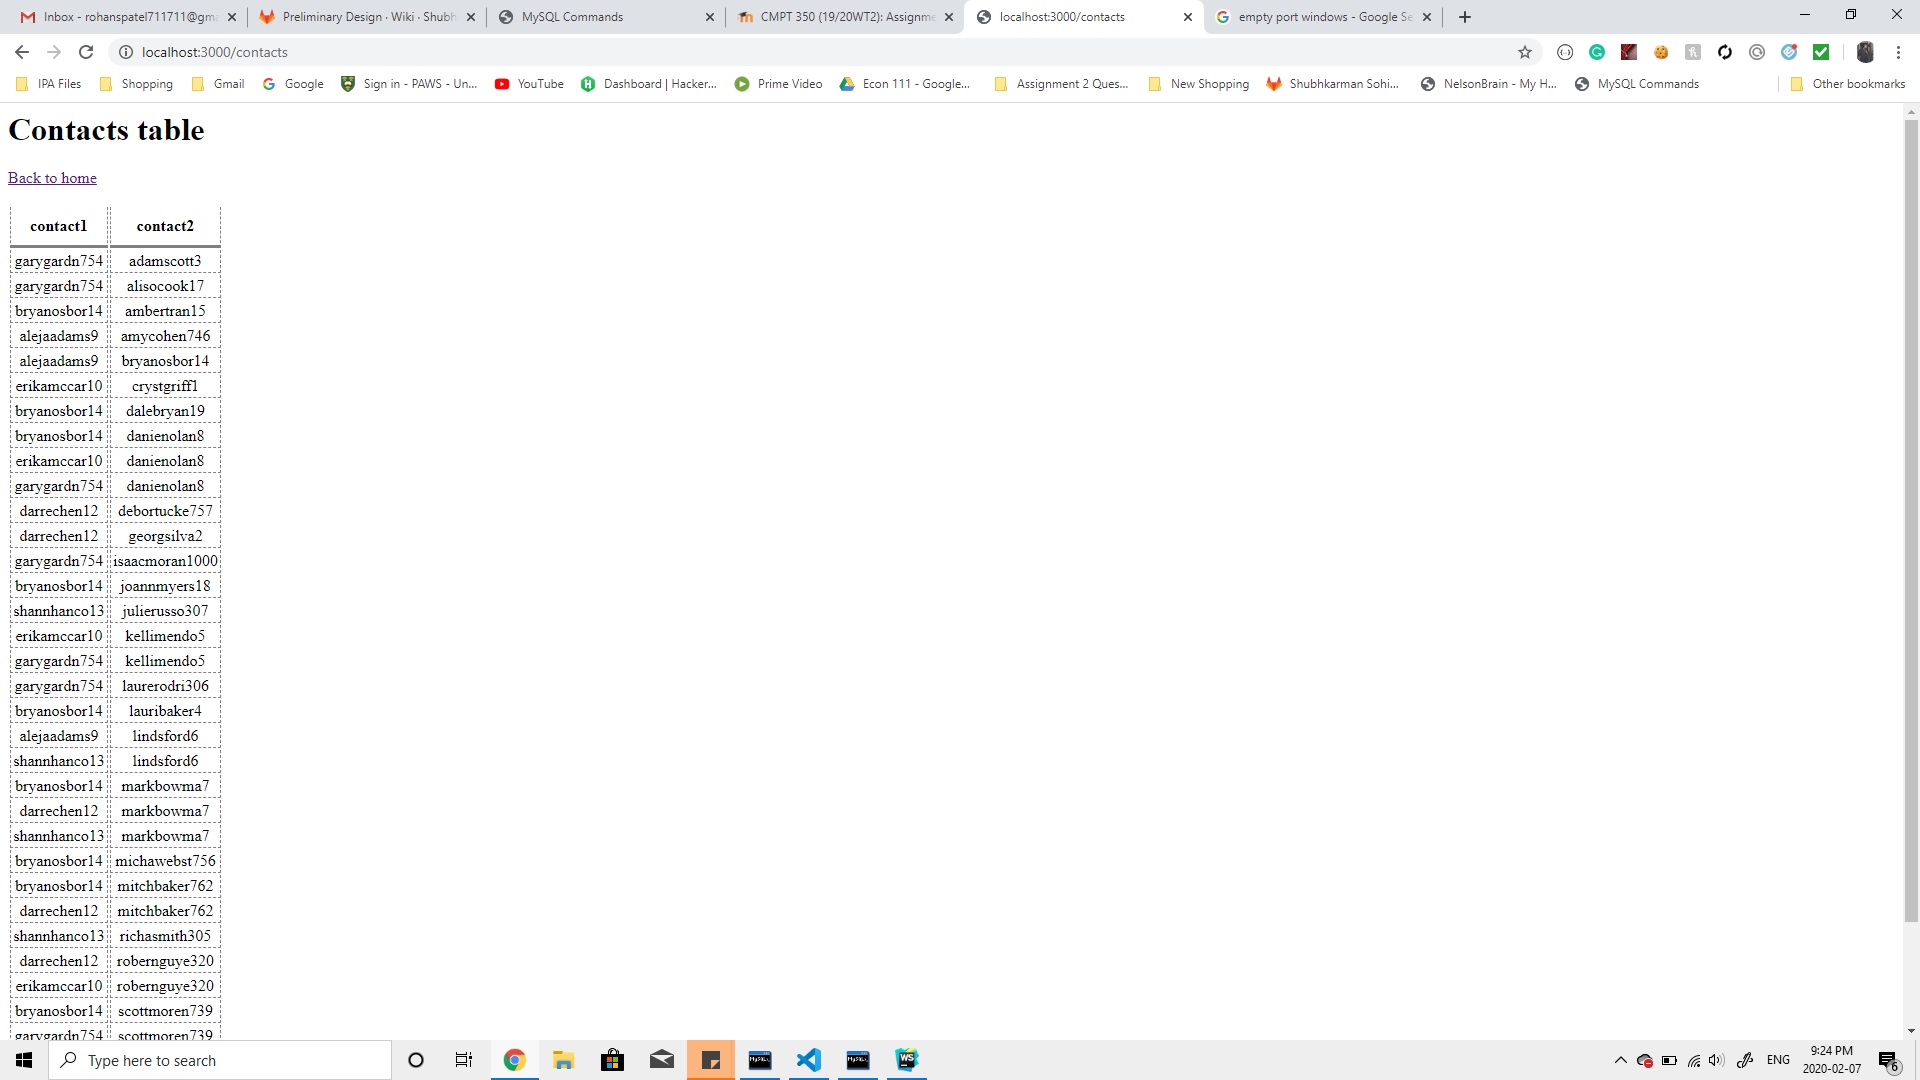 Inbox - rohanspatel711711@gma
Preliminary Design · Wiki · Shubh
MySQL Commands
CMPT 350 (19/20WT2): Assignme
localhost:3000/contacts
empty port windows - Google Se
localhost:3000/contacts
IPA Files
Shopping
Gmail
Google
Sign in - PAWS - Un...
YouTube
Dashboard | Hacker...
Prime Video
Econ 111 - Google...
Assignment 2 Ques...
New Shopping
Shubhkarman Sohi...
NelsonBrain - My H...
MySQL Commands
Other bookmarks
Contacts table
Back to home
contact1 contact2
garygardn754 adamscott3
garygardn754 alisocook17
bryanosbor14 ambertran15
alejaadams9 amycohen746
alejaadams9 bryanosbor14
erikamccar10 crystgriff1
bryanosbor14 dalebryan19
bryanosbor14 danienolan8
erikamccar10 danienolan8
garygardn754 danienolan8
darrechen12 debortucke757
darrechen12 georgsilva2
garygardn754 isaacmoran1000
bryanosbor14 joannmyers18
shannhanco13 julierusso307
erikamccar10 kellimendo5
garygardn754 kellimendo5
garygardn754 laurerodri306
bryanosbor14 lauribaker4
alejaadams9 lindsford6
shannhanco13 lindsford6
bryanosbor14 markbowma7
darrechen12 markbowma7
shannhanco13 markbowma7
bryanosbor14 michawebst756
bryanosbor14 mitchbaker762
darrechen12 mitchbaker762
shannhanco13 richasmith305
darrechen12 robernguye320
erikamccar10 robernguye320
bryanosbor14 scottmoren739
garygardn754 scottmoren739
Type here to search
MySQL
MySQL
WS
ENG
9:24 PM
2020-02-07
6